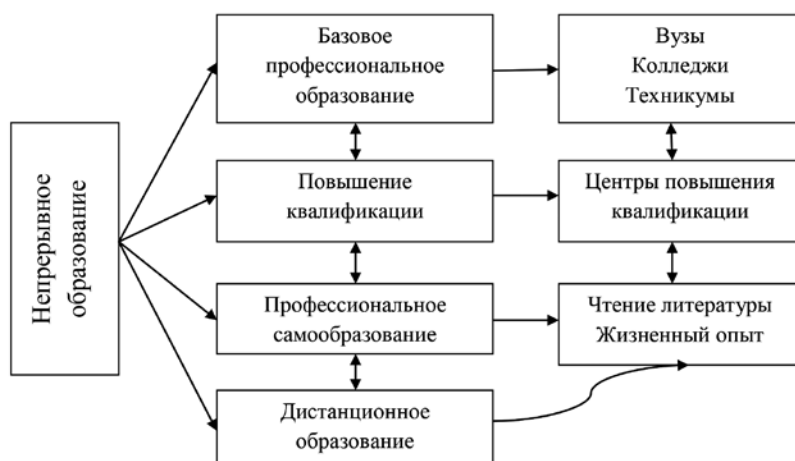 Непрерывное
образование
Базовое
профессиональное
образование
Вузы
Колледжи
Техникумы
Повышение
квалификации
Центры повышения
квалификации
Профессиональное
самообразование
Чтение литературы
Жизненный опыт
Дистанционное
образование